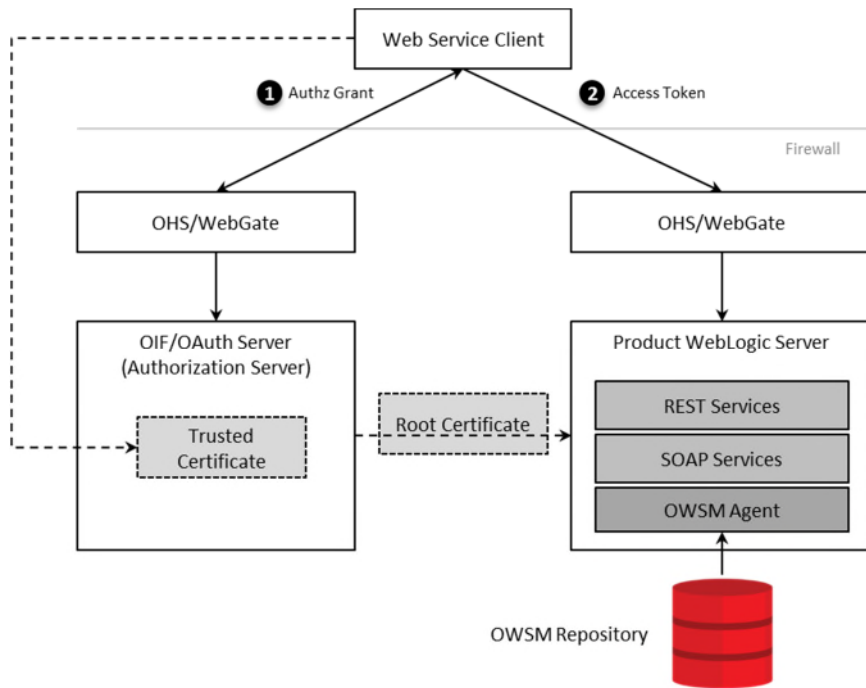 Web Service Client
1 Authz Grant
2 Access Token
Firewall
OHS/WebGate
OHS/WebGate
OIF/OAuth Server
(Authorization Server)
Trusted
Certificate
Root Certificate
Product WebLogic Server
REST Services
SOAP Services
OWSM Agent
OWSM Repository